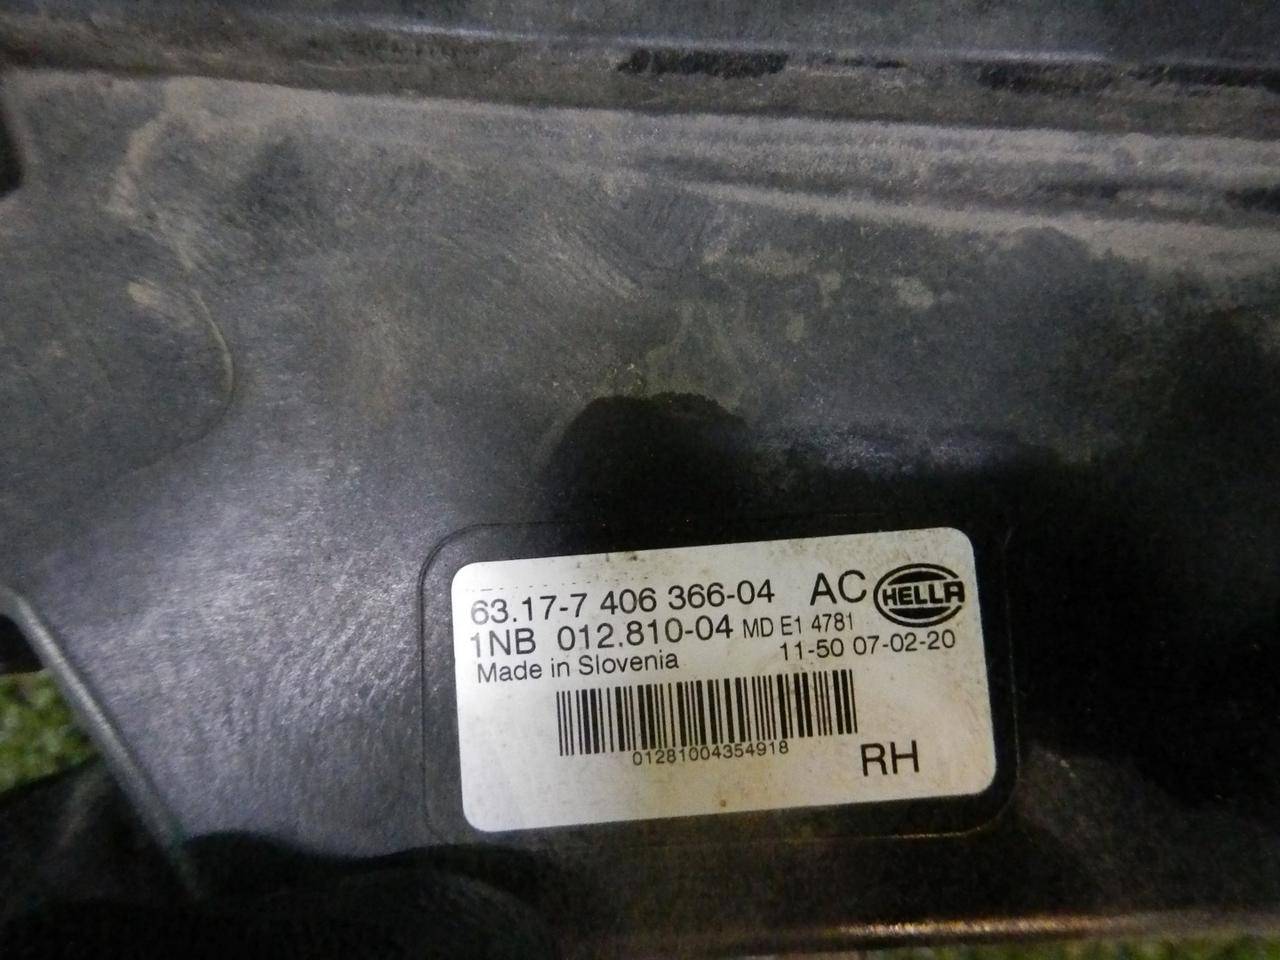 63.17-7 406 366-04 AC HELLA
1NB 012.810-04 MD E1 4781
Made in Slovenia 11-50 07-02-20
01281004354918
RH